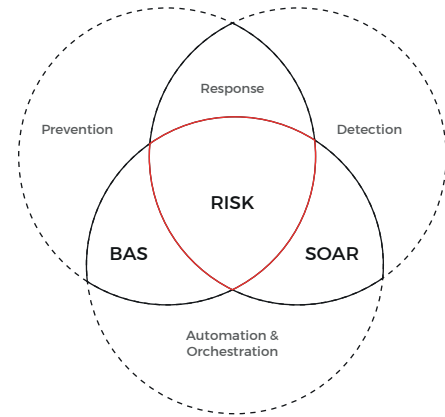 Response
Prevention
Detection
RISK
BAS
SOAR
Automation &
Orchestration